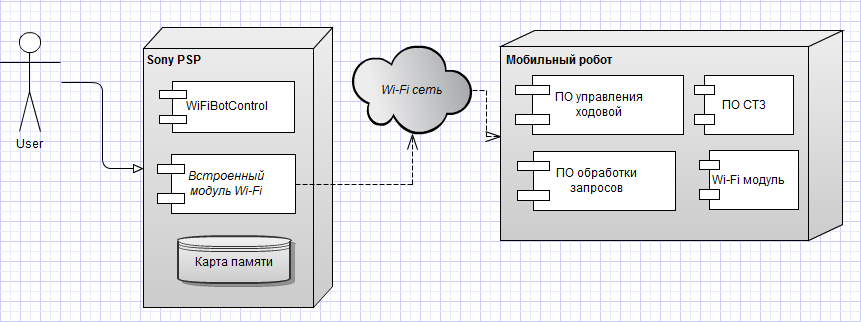 User
Sony PSP
WiFiBotControl
Встроенный
модуль Wi-Fi
Карта памяти
Wi-Fi сеть
Мобильный робот
ПО управления
ходовой
ПО СТЗ
ПО обработки
запросов
Wi-Fi модуль